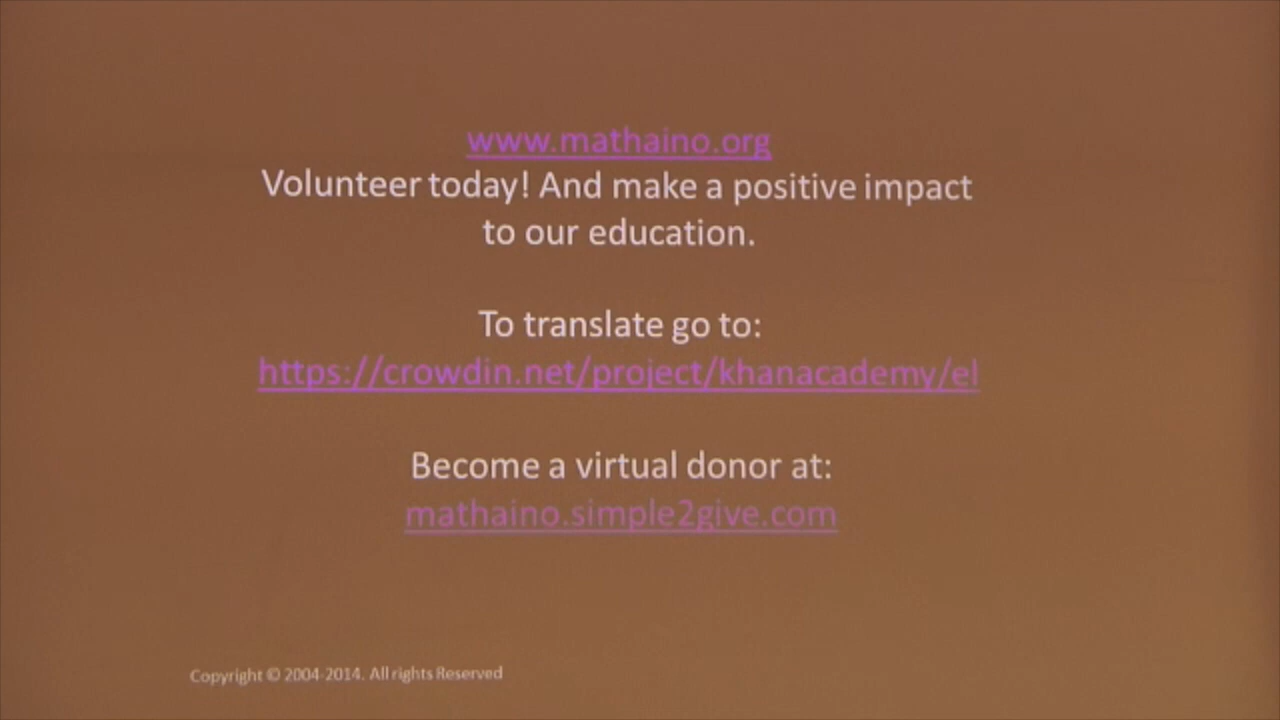 www.mathaino.org
Volunteer today! And make a positive impact
to our education.
To translate go to:
https://crowdin.net/project/khanacademy/el
Become a virtual donor at:
mathaino.simple2give.com
Copyright © 2004-2014. All rights Reserved